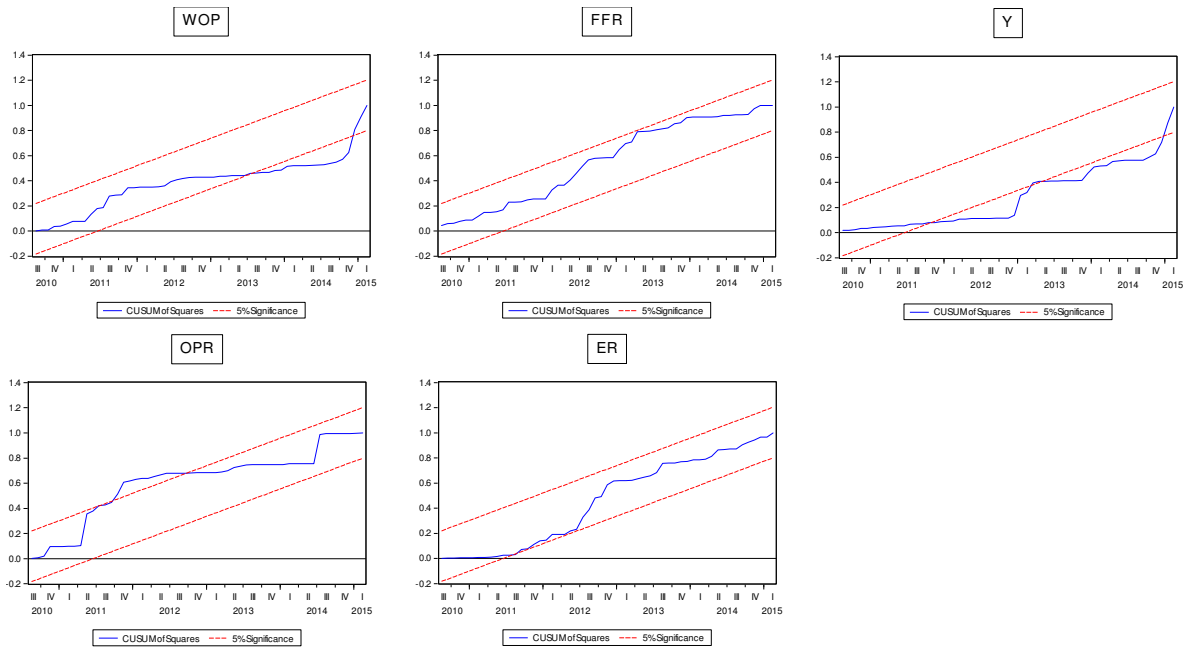 WOP
FFR
Y
1.4
1.2
1.0
0.8
0.6
0.4
0.2
0.0
-0.2
III IV I II III IV I II III IV I II III IV I II III IV I
2010 2011 2012 2013 2014 2015
CUSUM of Squares 5% Significance
1.4
1.2
1.0
0.8
0.6
0.4
0.2
0.0
-0.2
III IV I II III IV I II III IV I II III IV I II III IV I
2010 2011 2012 2013 2014 2015
CUSUM of Squares 5% Significance
1.4
1.2
1.0
0.8
0.6
0.4
0.2
0.0
-0.2
III IV I II III IV I II III IV I II III IV I II III IV I
2010 2011 2012 2013 2014 2015
CUSUM of Squares 5% Significance
OPR
ER
1.4
1.2
1.0
0.8
0.6
0.4
0.2
0.0
-0.2
III IV I II III IV I II III IV I II III IV I II III IV I
2010 2011 2012 2013 2014 2015
CUSUM of Squares 5% Significance
1.4
1.2
1.0
0.8
0.6
0.4
0.2
0.0
-0.2
III IV I II III IV I II III IV I II III IV I II III IV I
2010 2011 2012 2013 2014 2015
CUSUM of Squares 5% Significance